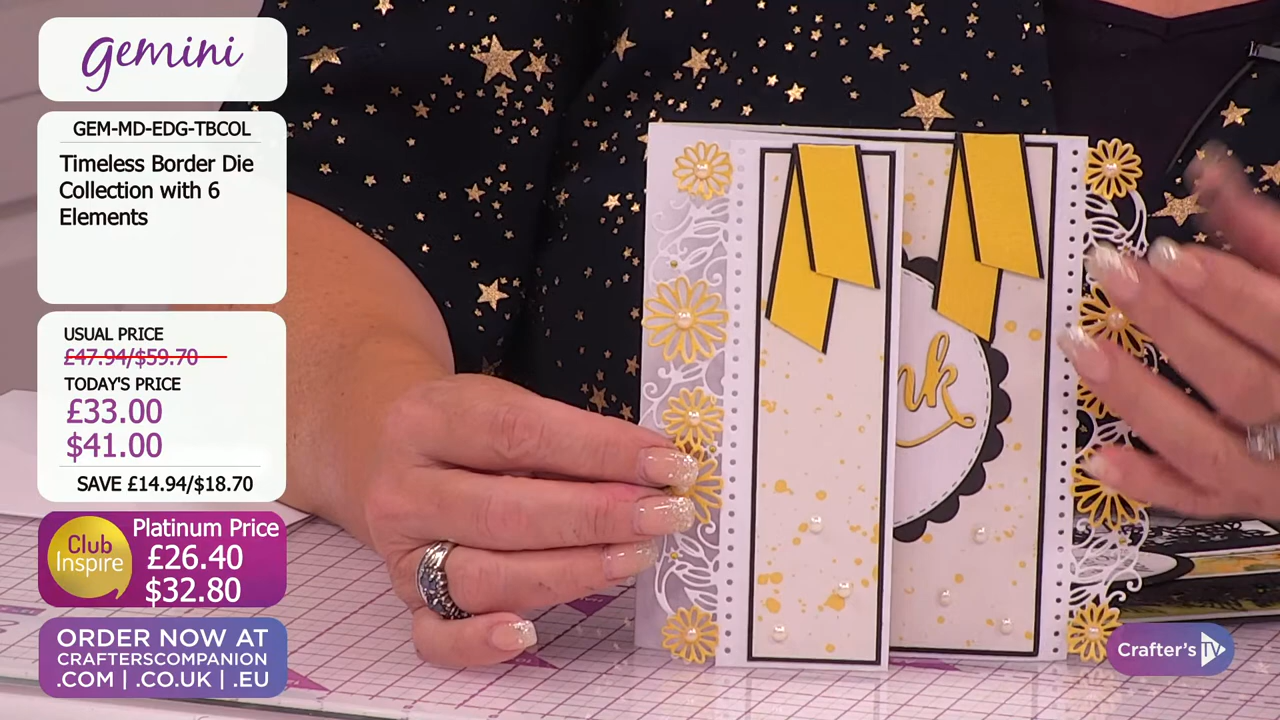 gemini
GEM-MD-EDG-TBCOL
Timeless Border Die
Collection with 6
Elements
USUAL PRICE
£47.94/$59.70
TODAY'S PRICE
£33.00
$41.00
SAVE £14.94/$18.70
Club
Inspire
Platinum Price
£26.40
$32.80
ORDER NOW AT
CRAFTERSCOMPANION
.COM | .CO.UK | .EU
nk
Crafter's TV